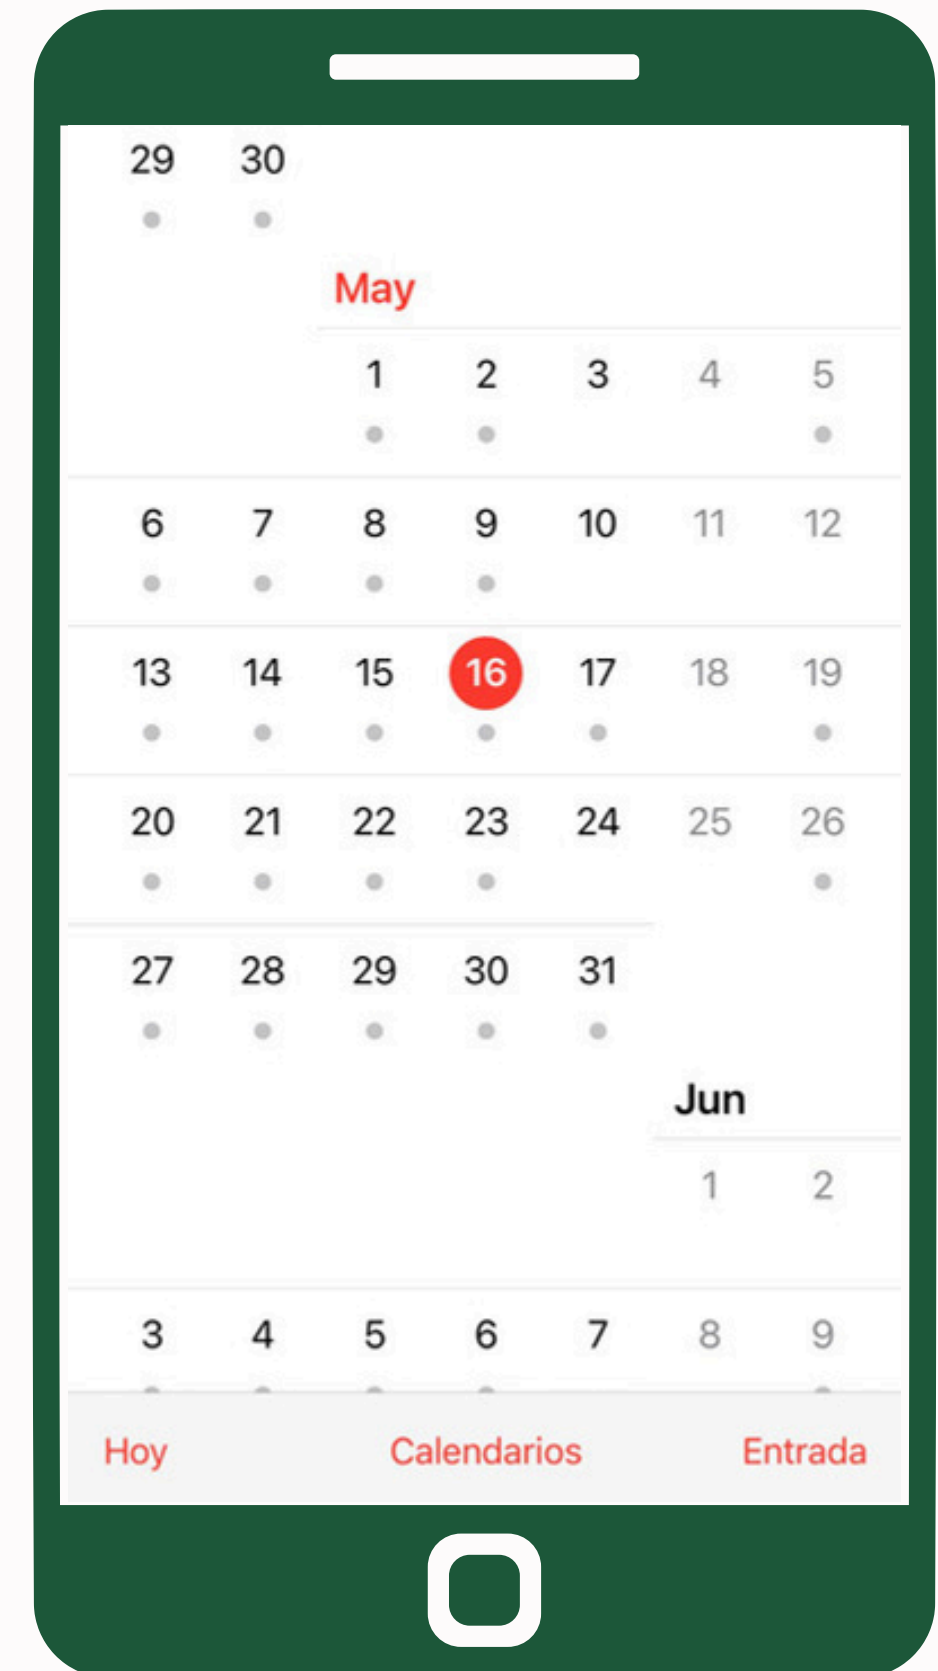 29 30
May
1 2 3 4 5
6 7 8 9 10 11 12
13 14 15 16 17 18 19
20 21 22 23 24 25 26
27 28 29 30 31
Jun
1 2
3 4 5 6 7 8 9
Hoy Calendarios Entrada